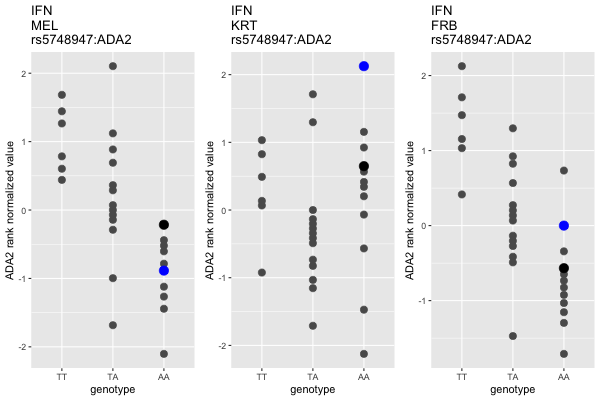 IFN
MEL
rs5748947:ADA2
ADA2 rank normalized value
2
1
0
-1
-2
TT
TA
AA
genotype
IFN
KRT
rs5748947:ADA2
ADA2 rank normalized value
2
1
0
-1
-2
TT
TA
AA
genotype
IFN
FRB
rs5748947:ADA2
ADA2 rank normalized value
2
1
0
-1
TT
TA
AA
genotype